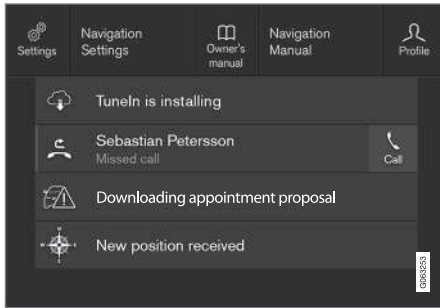 Settings
Navigation
Settings
Owner's
manual
Navigation
Manual
Profile
TuneIn is installing
Sebastian Petersson
Missed call
Call
Downloading appointment proposal
New position received
G063253